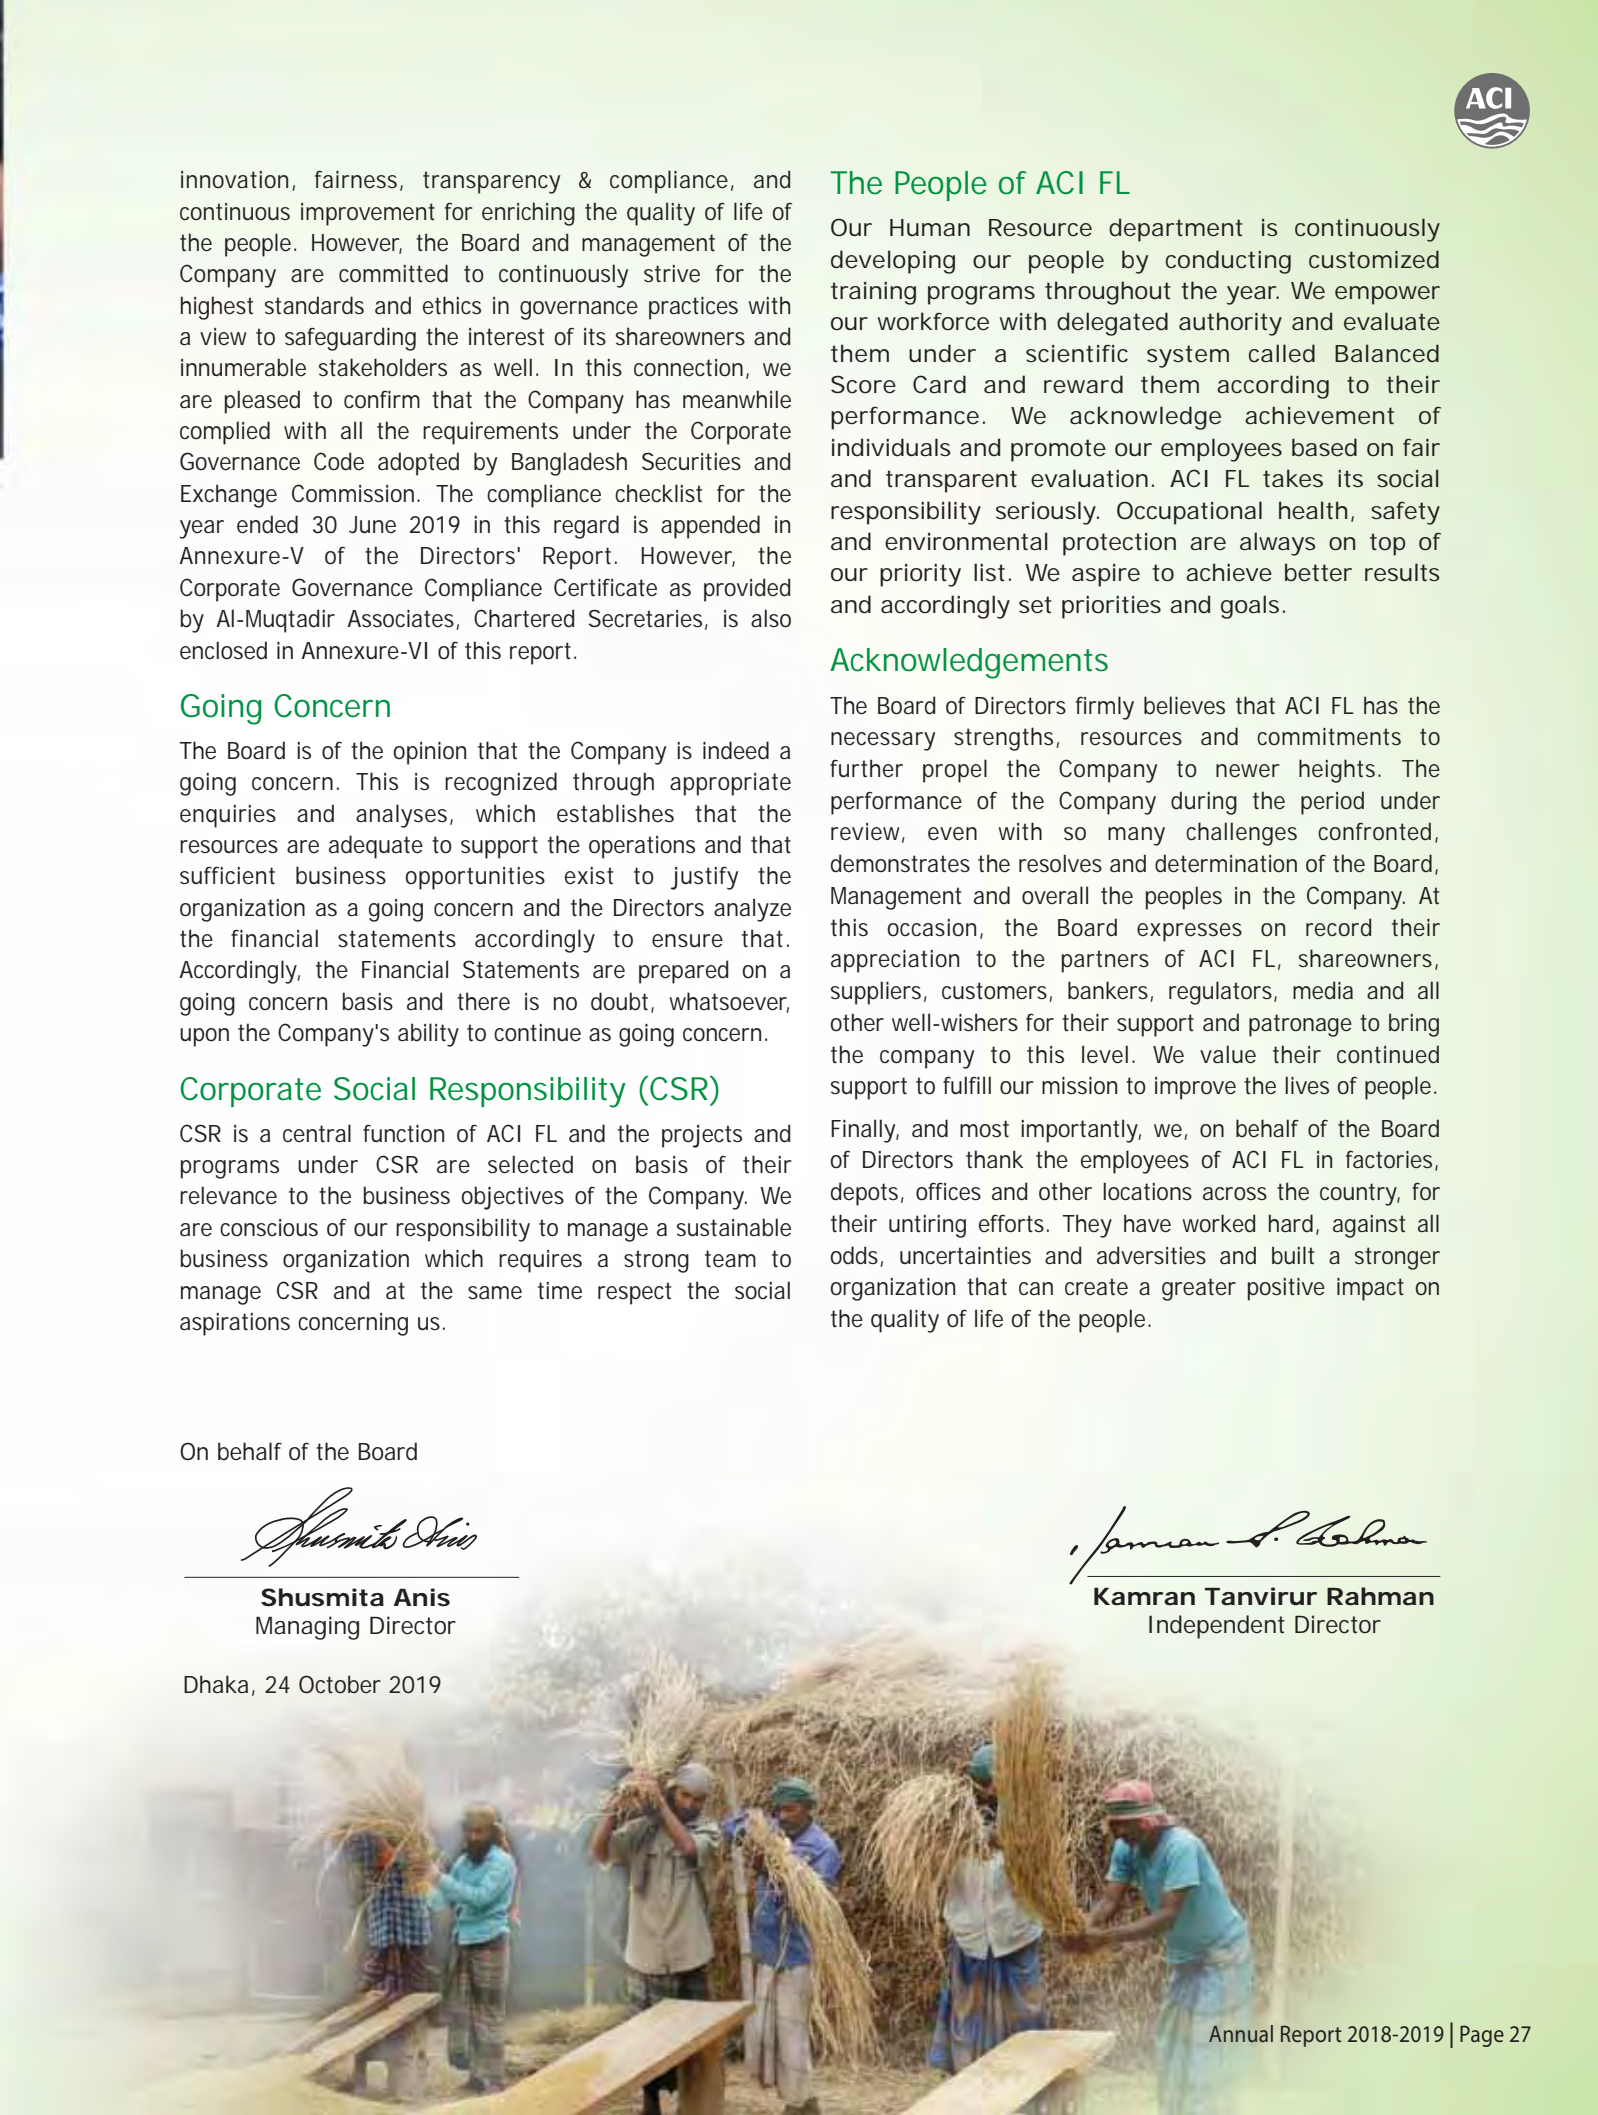 ACI
innovation, fairness, transparency & compliance, and
continuous improvement for enriching the quality of life of
the people. However, the Board and management of the
Company are committed to continuously strive for the
highest standards and ethics in governance practices with
a view to safeguarding the interest of its shareowners and
innumerable stakeholders as well. In this connection, we
are pleased to confirm that the Company has meanwhile
complied with all the requirements under the Corporate
Governance Code adopted by Bangladesh Securities and
Exchange Commission. The compliance checklist for the
year ended 30 June 2019 in this regard is appended in
Annexure-V of the Directors' Report. However, the
Corporate Governance Compliance Certificate as provided
by Al-Muqtadir Associates, Chartered Secretaries, is also
enclosed in Annexure-VI of this report.
Going Concern
The Board is of the opinion that the Company is indeed a
going concern. This is recognized through appropriate
enquiries and analyses, which establishes that the
resources are adequate to support the operations and that
sufficient business opportunities exist to justify the
organization as a going concern and the Directors analyze
the financial statements accordingly to ensure that.
Accordingly, the Financial Statements are prepared on a
going concern basis and there is no doubt, whatsoever,
upon the Company's ability to continue as going concern.
Corporate Social Responsibility (CSR)
CSR is a central function of ACI FL and the projects and
programs under CSR are selected on basis of their
relevance to the business objectives of the Company. We
are conscious of our responsibility to manage a sustainable
business organization which requires a strong team to
manage CSR and at the same time respect the social
aspirations concerning us.
The People of ACI FL
Our Human Resource department is continuously
developing our people by conducting customized
training programs throughout the year. We empower
our workforce with delegated authority and evaluate
them under a scientific system called Balanced
Score Card and reward them according to their
performance. We acknowledge achievement of
individuals and promote our employees based on fair
and transparent evaluation. ACI FL takes its social
responsibility seriously. Occupational health, safety
and environmental protection are always on top of
our priority list. We aspire to achieve better results
and accordingly set priorities and goals.
Acknowledgements
The Board of Directors firmly believes that ACI FL has the
necessary strengths, resources and commitments to
further propel the Company to newer heights. The
performance of the Company during the period under
review, even with so many challenges confronted,
demonstrates the resolves and determination of the Board,
Management and overall the peoples in the Company. At
this occasion, the Board expresses on record their
appreciation to the partners of ACI FL, shareowners,
suppliers, customers, bankers, regulators, media and all
other well-wishers for their support and patronage to bring
the company to this level. We value their continued
support to fulfill our mission to improve the lives of people.
Finally, and most importantly, we, on behalf of the Board
of Directors thank the employees of ACI FL in factories,
depots, offices and other locations across the country, for
their untiring efforts. They have worked hard, against all
odds, uncertainties and adversities and built a stronger
organization that can create a greater positive impact on
the quality of life of the people.
On behalf of the Board
Shusmita Anis
Shusmita Anis
Managing Director
Kamran Tanvirur Rahman
Independent Director
Dhaka, 24 October 2019
Annual Report 2018-2019 | Page 27